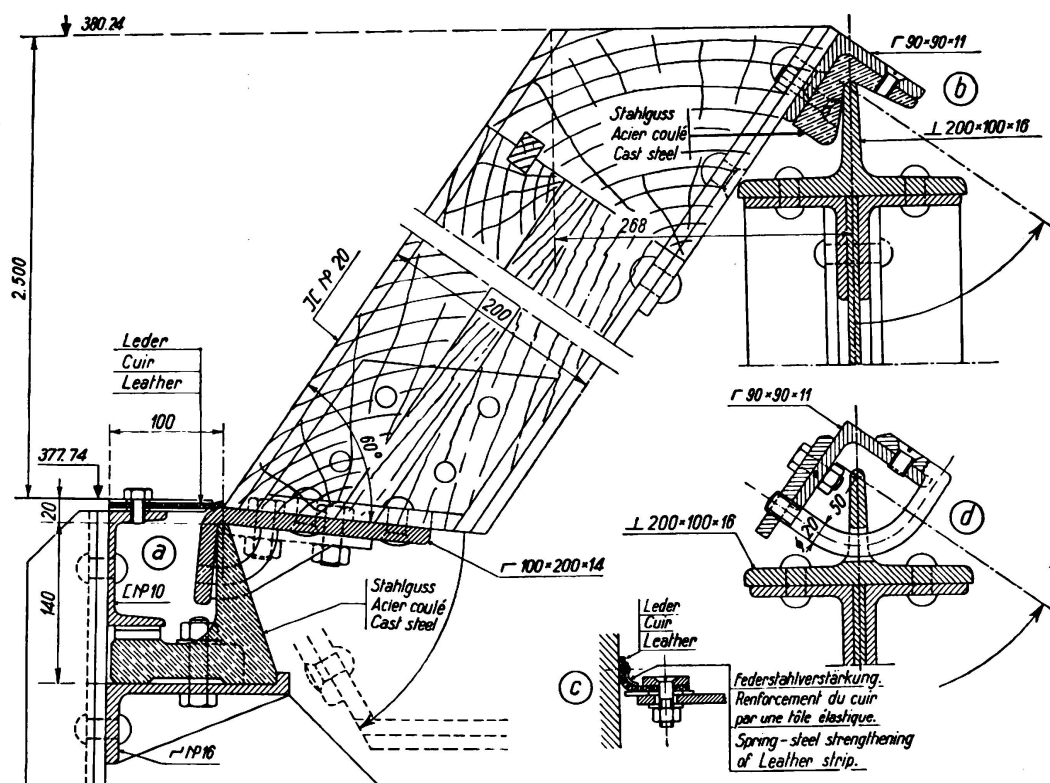 380.24
Γ 90×90×11
b
Stahlguss
Acier coulé
Cast steel
⊥ 200×100×16
268
2.500
][ Nº 20
200
Leder
Cuir
Leather
100
60°
377.74
20
a
[ Nº 10
140
Γ 100×200×14
Stahlguss
Acier coulé
Cast steel
Γ Nº 16
Γ 90×90×11
20 - 50
d
⊥ 200×100×16
Leder
Cuir
Leather
c
Federstahlverstärkung.
Renforcement du cuir
par une tôle élastique.
Spring-steel strengthening
of Leather strip.